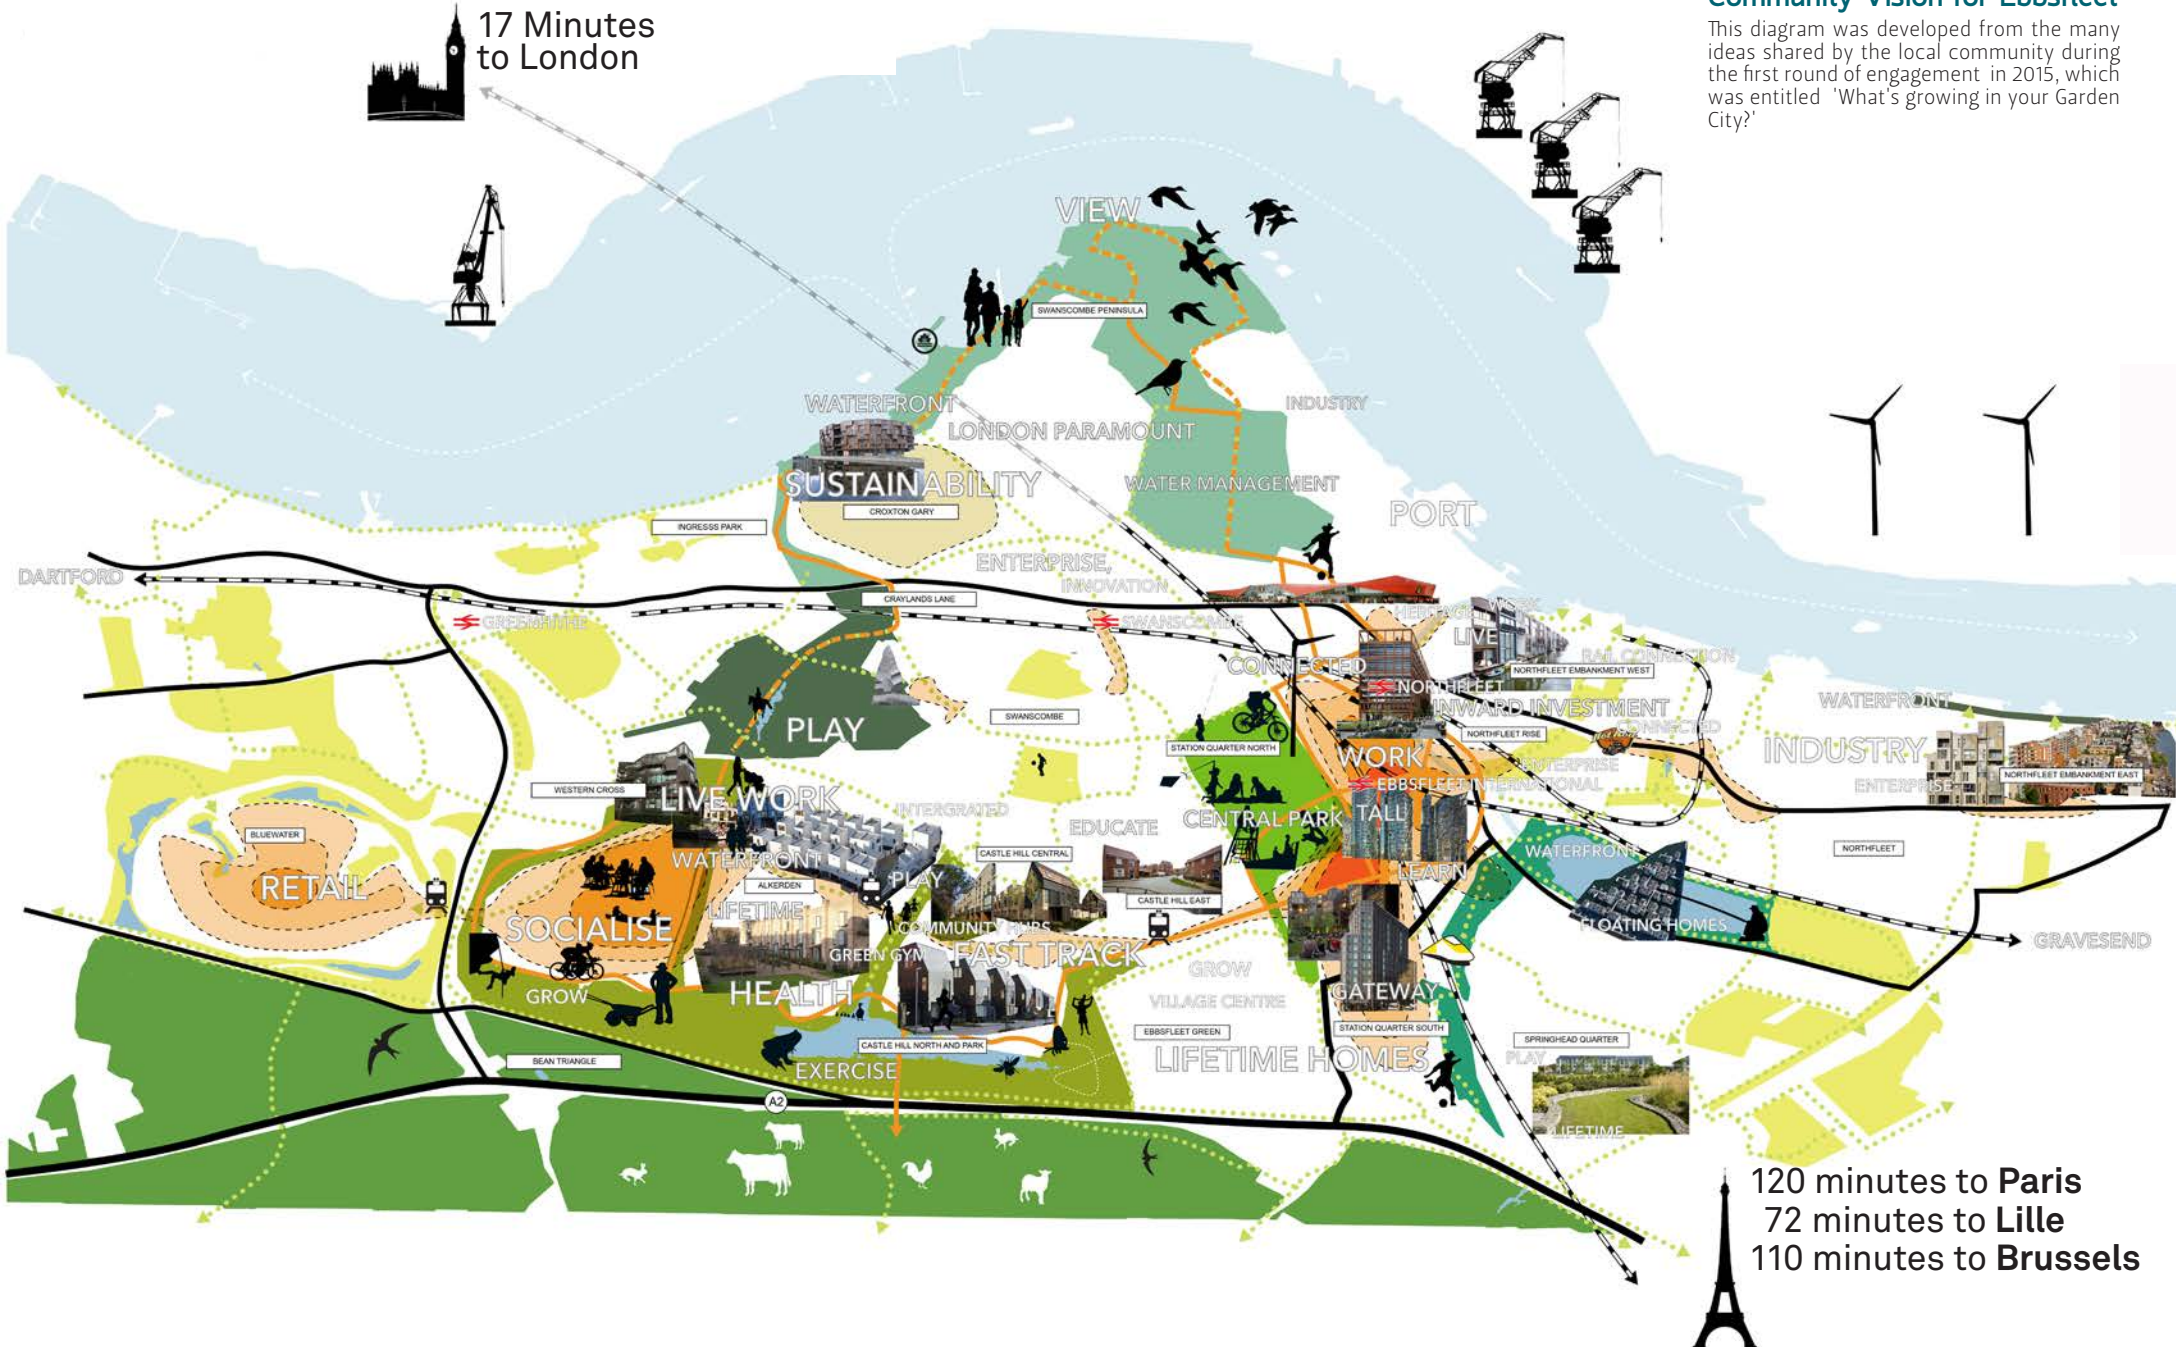 Community Vision for Ebbsfleet
This diagram was developed from the many
ideas shared by the local community during
the first round of engagement in 2015, which
was entitled 'What's growing in your Garden
City?'
17 Minutes
to London
VIEW
SWANSCOMBE PENINSULA
WATERFRONT
INDUSTRY
LONDON PARAMOUNT
SUSTAINABILITY
WATER MANAGEMENT
CROXTON GARY
PORT
INGRESSS PARK
ENTERPRISE,
INNOVATION
DARTFORD
CRAYLANDS LANE
GREENHITHE
SWANSCOMBE
HERITAGE
WORK
LIVE
RAIL CONNECTION
CONNECTED
NORTHFLEET EMBANKMENT WEST
NORTHFLEET
WATERFRONT
INWARD INVESTMENT
SWANSCOMBE
PLAY
CONNECTED
NORTHFLEET RISE
STATION QUARTER NORTH
WORK
INDUSTRY
ENTERPRISE
NORTHFLEET EMBANKMENT EAST
EBBSFLEET INTERNATIONAL
ENTERPRISE
WESTERN CROSS
LIVE WORK
INTERGRATED
EDUCATE
CENTRAL PARK
TALL
BLUEWATER
WATERFRONT
CASTLE HILL CENTRAL
WATERFRONT
NORTHFLEET
RETAIL
ALKERDEN
PLAY
LEARN
CASTLE HILL EAST
LIFETIME
SOCIALISE
COMMUNITY HUBS
FLOATING HOMES
GRAVESEND
GREEN GYM
FAST TRACK
GROW
GROW
HEALTH
VILLAGE CENTRE
GATEWAY
EBBSFLEET GREEN
STATION QUARTER SOUTH
CASTLE HILL NORTH AND PARK
SPRINGHEAD QUARTER
BEAN TRIANGLE
EXERCISE
LIFETIME HOMES
PLAY
A2
LIFETIME
120 minutes to Paris
72 minutes to Lille
110 minutes to Brussels